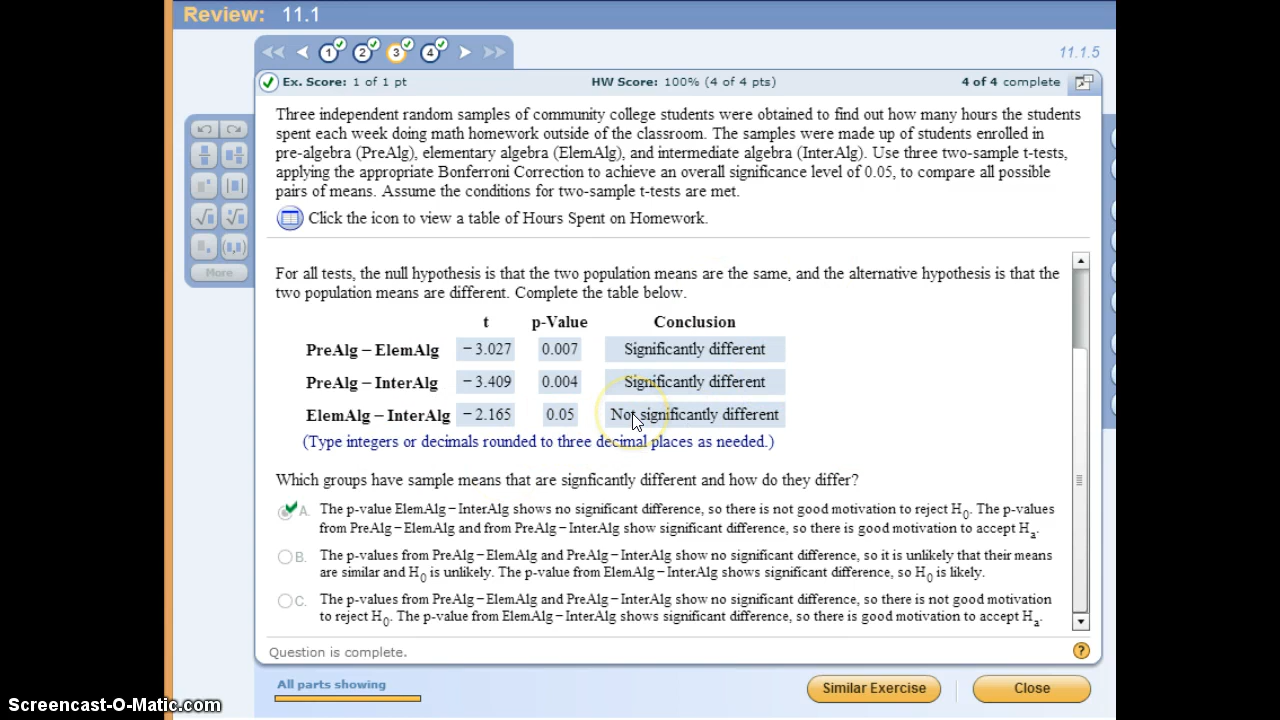 Review: 11.1
1 2 3 4
11.1.5
Ex. Score: 1 of 1 pt HW Score: 100% (4 of 4 pts) 4 of 4 complete
Three independent random samples of community college students were obtained to find out how many hours the students
spent each week doing math homework outside of the classroom. The samples were made up of students enrolled in
pre-algebra (PreAlg), elementary algebra (ElemAlg), and intermediate algebra (InterAlg). Use three two-sample t-tests,
applying the appropriate Bonferroni Correction to achieve an overall significance level of 0.05, to compare all possible
pairs of means. Assume the conditions for two-sample t-tests are met.
Click the icon to view a table of Hours Spent on Homework.
More
For all tests, the null hypothesis is that the two population means are the same, and the alternative hypothesis is that the
two population means are different. Complete the table below.
t p-Value Conclusion
PreAlg − ElemAlg − 3.027 0.007 Significantly different
PreAlg − InterAlg − 3.409 0.004 Significantly different
ElemAlg − InterAlg − 2.165 0.05 Not significantly different
(Type integers or decimals rounded to three decimal places as needed.)
Which groups have sample means that are signficantly different and how do they differ?
A. The p-value ElemAlg − InterAlg shows no significant difference, so there is not good motivation to reject H0. The p-values
from PreAlg − ElemAlg and from PreAlg − InterAlg show significant difference, so there is good motivation to accept Ha.
B. The p-values from PreAlg − ElemAlg and PreAlg − InterAlg show no significant difference, so it is unlikely that their means
are similar and H0 is unlikely. The p-value from ElemAlg − InterAlg shows significant difference, so H0 is likely.
C. The p-values from PreAlg − ElemAlg and PreAlg − InterAlg show no significant difference, so there is not good motivation
to reject H0. The p-value from ElemAlg − InterAlg shows significant difference, so there is good motivation to accept Ha.
Question is complete.
?
All parts showing
Similar Exercise Close
Screencast-O-Matic.com